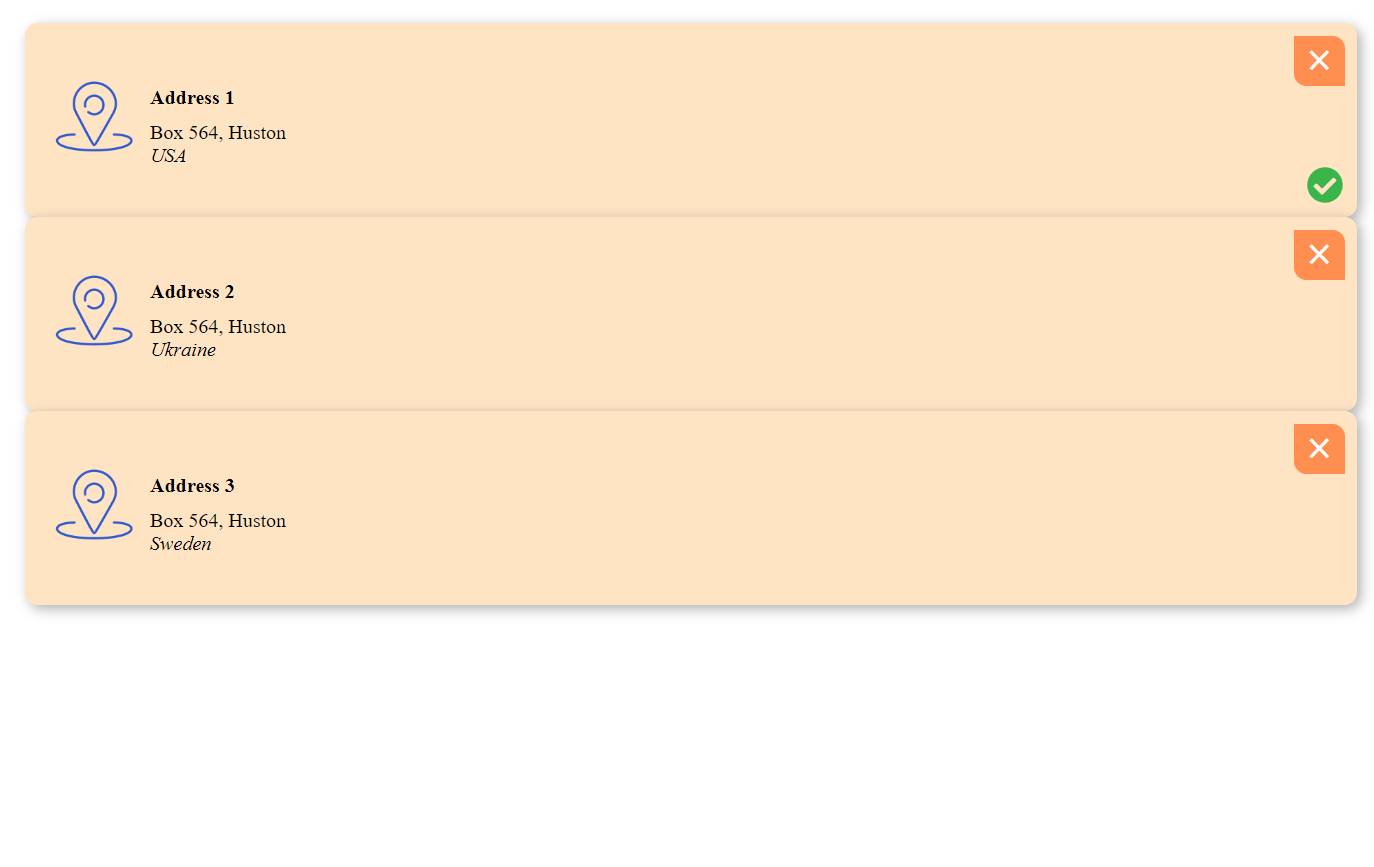 Address 1
Box 564, Huston
USA
Address 2
Box 564, Huston
Ukraine
Address 3
Box 564, Huston
Sweden